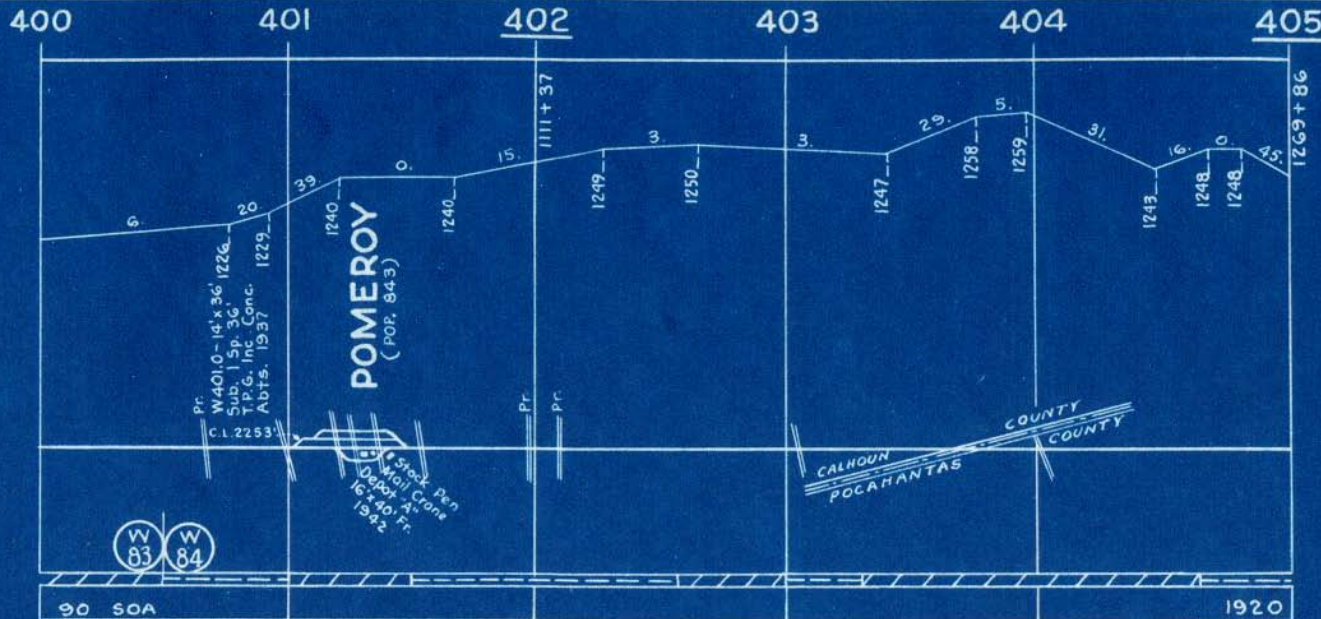 400 401 402 403 404 405
1111 + 37
1269 + 86
6. 20. 39. 0. 15. 3. 3. 29. 5. 31. 16. 0. 45.
1226 1229 1240 1240 1249 1250 1247 1258 1259 1243 1248 1248
W401.0-14'x36'
Sub. 1 Sp. 36'
T.P.G. Inc Conc.
Abts. 1937
POMEROY
(POP. 843)
Pr.
C.L.2253'
Pr.
Pr.
Stock Pen
Mail Crane
Depot "A"
16'x40' Fr.
1942
COUNTY
COUNTY
CALHOUN
POCAHANTAS
W 83
W 84
90 SOA
1920